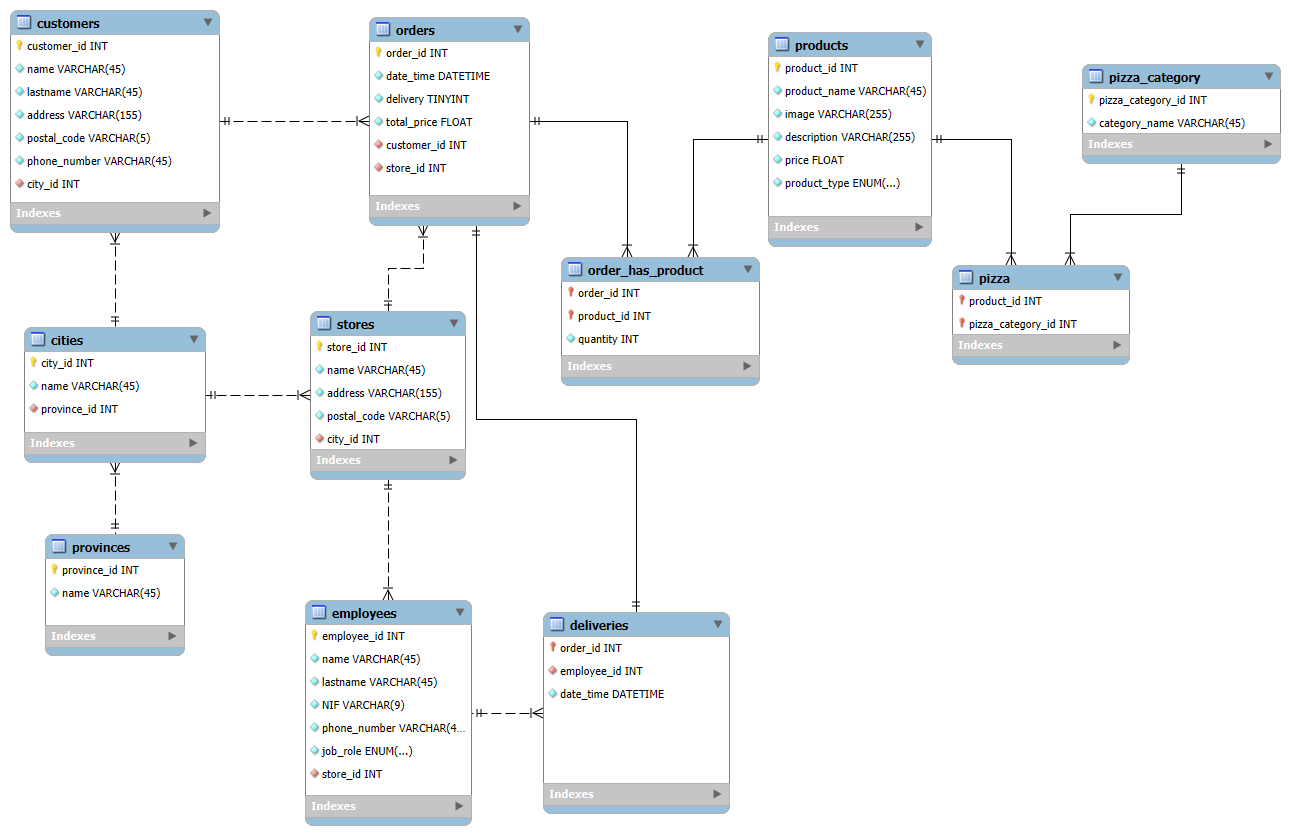 customers
customer_id INT
name VARCHAR(45)
lastname VARCHAR(45)
address VARCHAR(155)
postal_code VARCHAR(5)
phone_number VARCHAR(45)
city_id INT
Indexes
orders
order_id INT
date_time DATETIME
delivery TINYINT
total_price FLOAT
customer_id INT
store_id INT
Indexes
products
product_id INT
product_name VARCHAR(45)
image VARCHAR(255)
description VARCHAR(255)
price FLOAT
product_type ENUM(...)
Indexes
pizza_category
pizza_category_id INT
category_name VARCHAR(45)
Indexes
order_has_product
order_id INT
product_id INT
quantity INT
Indexes
pizza
product_id INT
pizza_category_id INT
Indexes
cities
city_id INT
name VARCHAR(45)
province_id INT
Indexes
stores
store_id INT
name VARCHAR(45)
address VARCHAR(155)
postal_code VARCHAR(5)
city_id INT
Indexes
provinces
province_id INT
name VARCHAR(45)
Indexes
employees
employee_id INT
name VARCHAR(45)
lastname VARCHAR(45)
NIF VARCHAR(9)
phone_number VARCHAR(4...
job_role ENUM(...)
store_id INT
Indexes
deliveries
order_id INT
employee_id INT
date_time DATETIME
Indexes